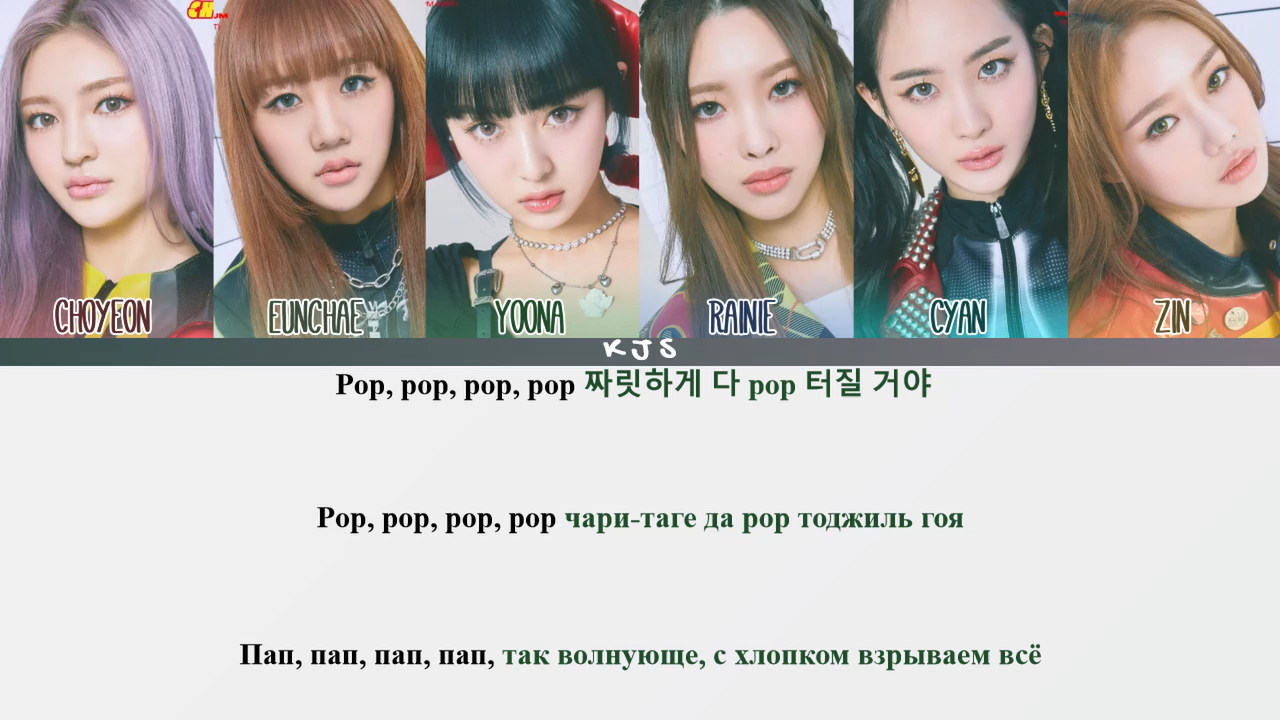 CHOYEON EUNCHAE YOONA RAINIE CYAN ZIN
KJS
Pop, pop, pop, pop 짜릿하게 다 pop 터질 거야
Pop, pop, pop, pop чари-таге да pop тоджиль гоя
Пап, пап, пап, пап, так волнующе, с хлопком взрываем всё